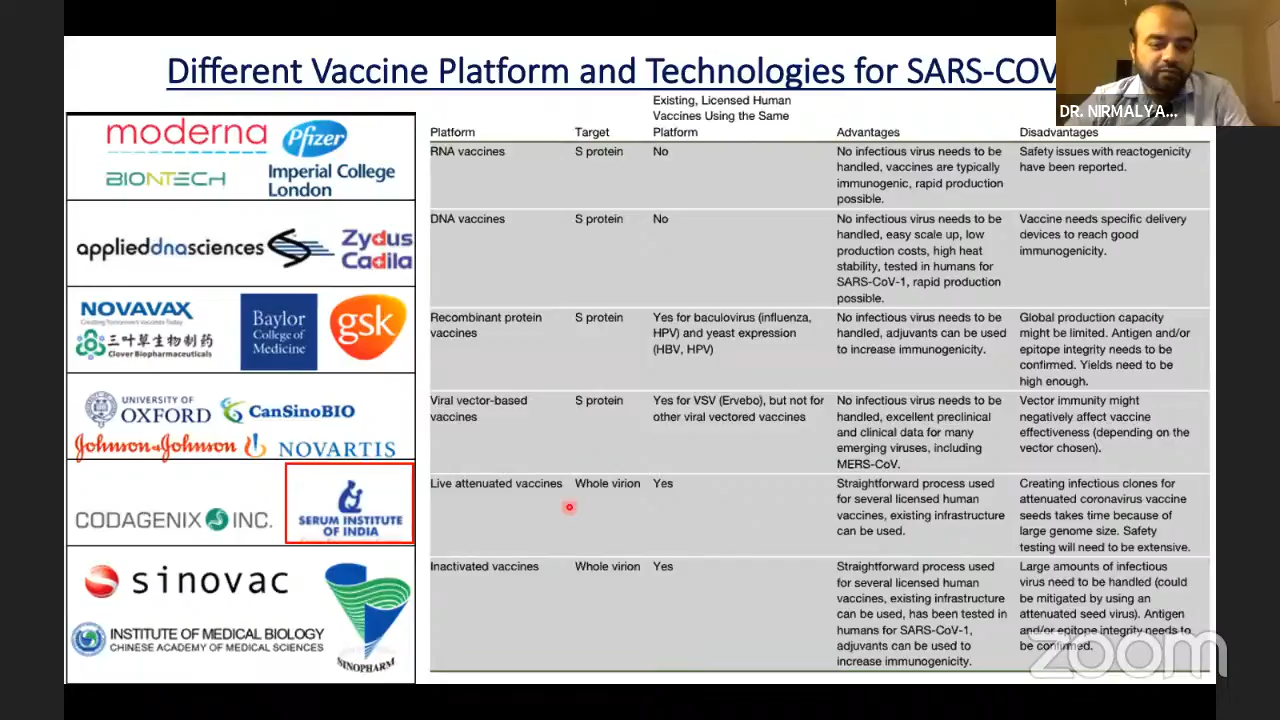 Different Vaccine Platform and Technologies for SARS-COV
DR. NIRMALYA...
moderna
Pfizer
BIONTECH
Imperial College
London
applieddnasciences
Zydus
Cadila
NOVAVAX
Creating Tomorrow's Vaccines Today
三叶草生物制药
Clover Biopharmaceuticals
Baylor
College of
Medicine
gsk
UNIVERSITY OF
OXFORD
CanSinoBIO
Johnson & Johnson
NOVARTIS
CODAGENIX INC.
SERUM INSTITUTE
OF INDIA
sinovac
INSTITUTE OF MEDICAL BIOLOGY
CHINESE ACADEMY OF MEDICAL SCIENCES
SINOPHARM
Existing, Licensed Human
Vaccines Using the Same
Platform Target Platform Advantages Disadvantages
RNA vaccines S protein No No infectious virus needs to be Safety issues with reactogenicity
handled, vaccines are typically have been reported.
immunogenic, rapid production
possible.
DNA vaccines S protein No No infectious virus needs to be Vaccine needs specific delivery
handled, easy scale up, low devices to reach good
production costs, high heat immunogenicity.
stability, tested in humans for
SARS-CoV-1, rapid production
possible.
Recombinant protein S protein Yes for baculovirus (influenza, No infectious virus needs to be Global production capacity
vaccines HPV) and yeast expression handled, adjuvants can be used might be limited. Antigen and/or
(HBV, HPV) to increase immunogenicity. epitope integrity needs to be
confirmed. Yields need to be
high enough.
Viral vector-based S protein Yes for VSV (Ervebo), but not for No infectious virus needs to be Vector immunity might
vaccines other viral vectored vaccines handled, excellent preclinical negatively affect vaccine
and clinical data for many effectiveness (depending on the
emerging viruses, including vector chosen).
MERS-CoV.
Live attenuated vaccines Whole virion Yes Straightforward process used Creating infectious clones for
for several licensed human attenuated coronavirus vaccine
vaccines, existing infrastructure seeds takes time because of
can be used. large genome size. Safety
testing will need to be extensive.
Inactivated vaccines Whole virion Yes Straightforward process used Large amounts of infectious
for several licensed human virus need to be handled (could
vaccines, existing infrastructure be mitigated by using an
can be used, has been tested in attenuated seed virus). Antigen
humans for SARS-CoV-1, and/or epitope integrity needs to
adjuvants can be used to be confirmed.
increase immunogenicity.
zoom